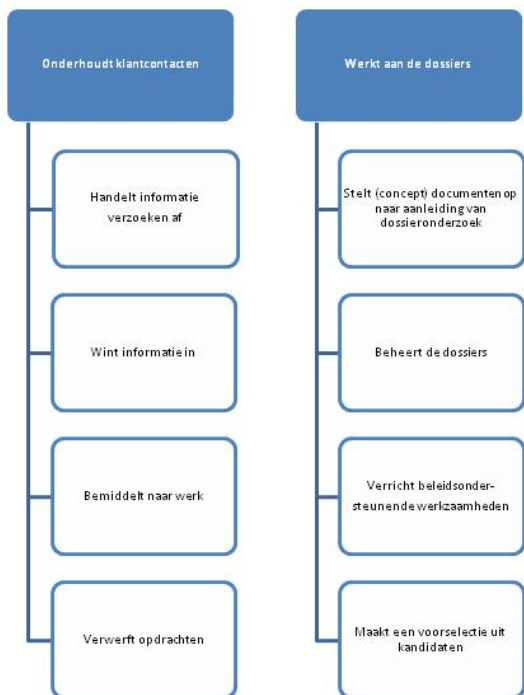 Onderhoudt klantcontacten
Handelt informatie
verzoeken af
Wint informatie in
Bemiddelt naar werk
Verwerft opdrachten
Werkt aan de dossiers
Stelt (concept) documenten op
naar aanleiding van
dossieronderzoek
Beheert de dossiers
Verricht beleidsonder-
steunende werkzaamheden
Maakt een voorselectie uit
kandidaten